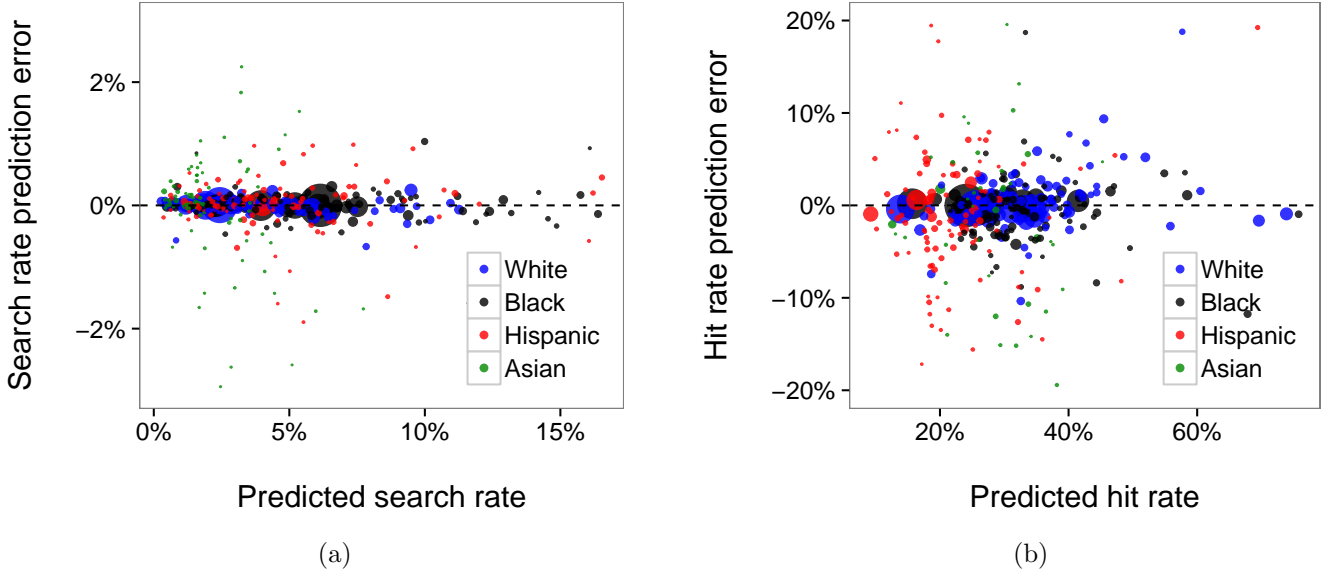 Search rate prediction error
2%
0%
−2%
0%
5%
10%
15%
Predicted search rate
White
Black
Hispanic
Asian
(a)
Hit rate prediction error
20%
10%
0%
−10%
−20%
20%
40%
60%
Predicted hit rate
White
Black
Hispanic
Asian
(b)